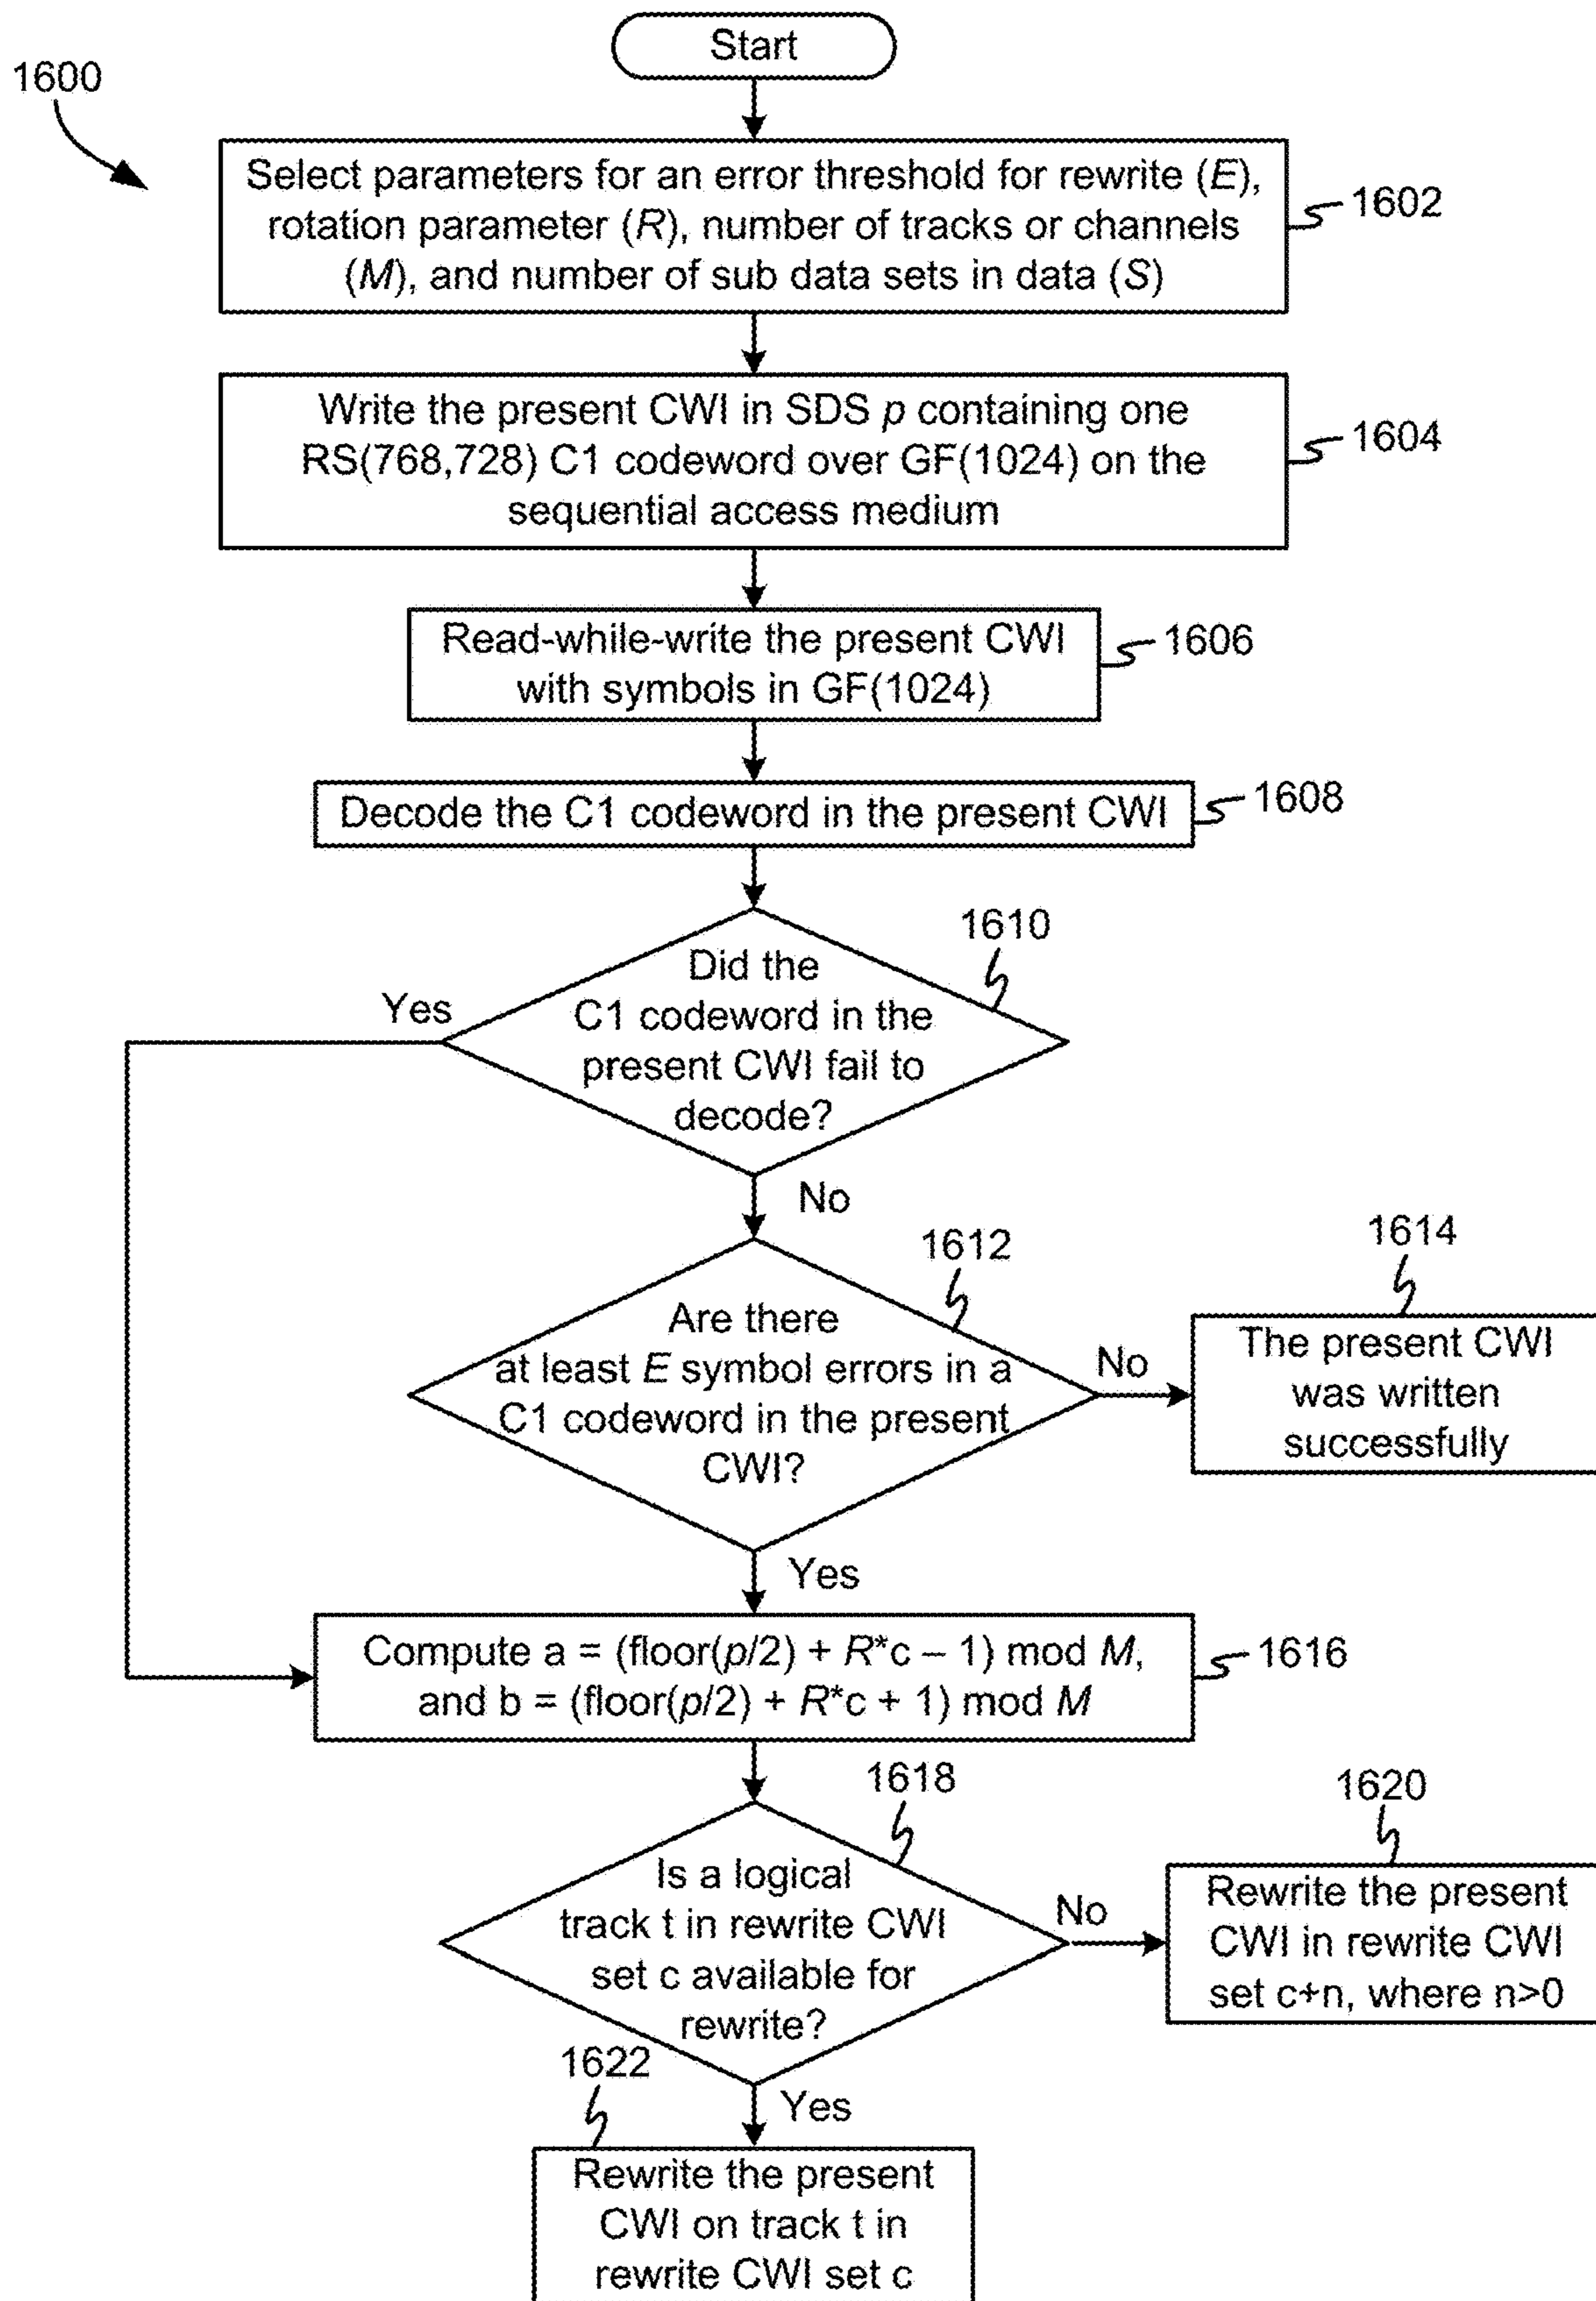 Start
1600
Select parameters for an error threshold for rewrite (E),
rotation parameter (R), number of tracks or channels
(M), and number of sub data sets in data (S)
1602
Write the present CWI in SDS p containing one
RS(768,728) C1 codeword over GF(1024) on the
sequential access medium
1604
Read-while-write the present CWI
with symbols in GF(1024)
1606
Decode the C1 codeword in the present CWI
1608
1610
Did the
C1 codeword in the
present CWI fail to
decode?
Yes
No
1612
Are there
at least E symbol errors in a
C1 codeword in the present
CWI?
No
1614
The present CWI
was written
successfully
Yes
Compute a = (floor(p/2) + R*c – 1) mod M,
and b = (floor(p/2) + R*c + 1) mod M
1616
1618
Is a logical
track t in rewrite CWI
set c available for
rewrite?
No
1620
Rewrite the present
CWI in rewrite CWI
set c+n, where n>0
1622
Yes
Rewrite the present
CWI on track t in
rewrite CWI set c